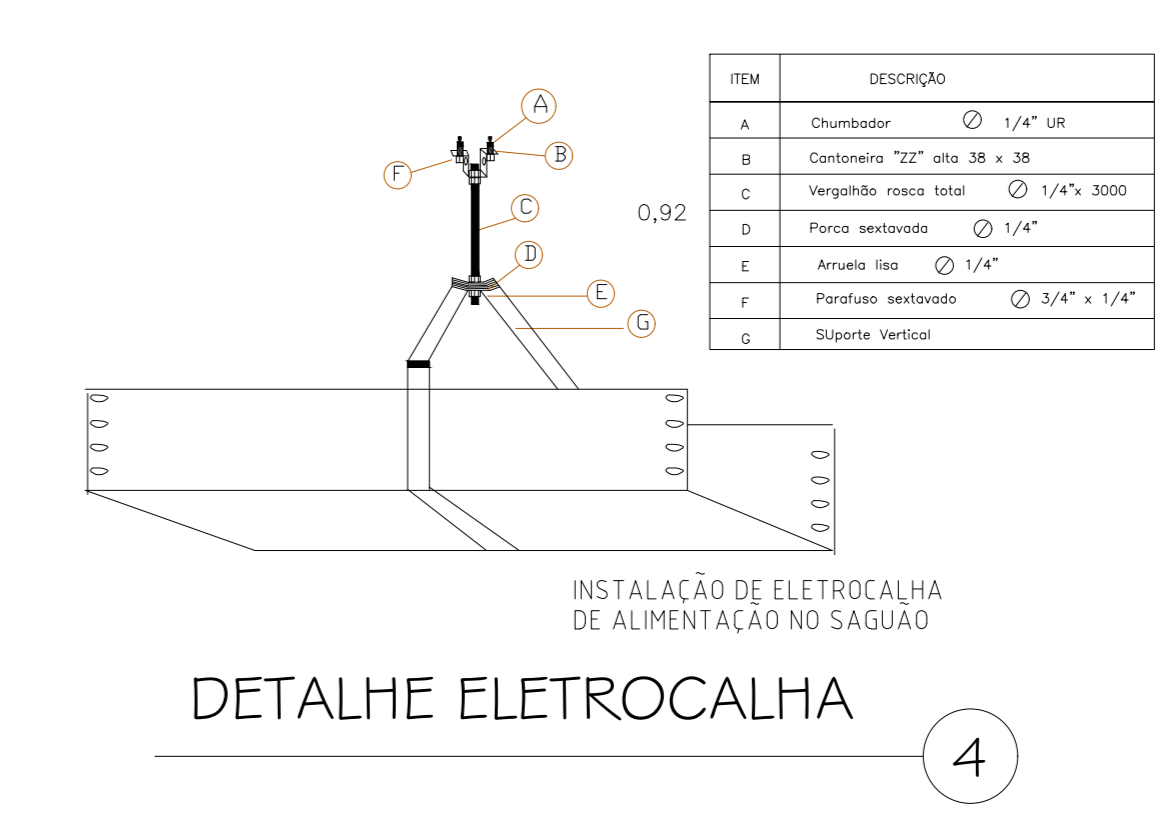 ITEM DESCRIÇÃO
A Chumbador ∅ 1/4" UR
B Cantoneira "ZZ" alta 38 x 38
C Vergalhão rosca total ∅ 1/4"x 3000
D Porca sextavada ∅ 1/4"
E Arruela lisa ∅ 1/4"
F Parafuso sextavado ∅ 3/4" x 1/4"
G SUporte Vertical
A
B
F
C
0,92
D
E
G
INSTALAÇÃO DE ELETROCALHA
DE ALIMENTAÇÃO NO SAGUÃO
DETALHE ELETROCALHA
4